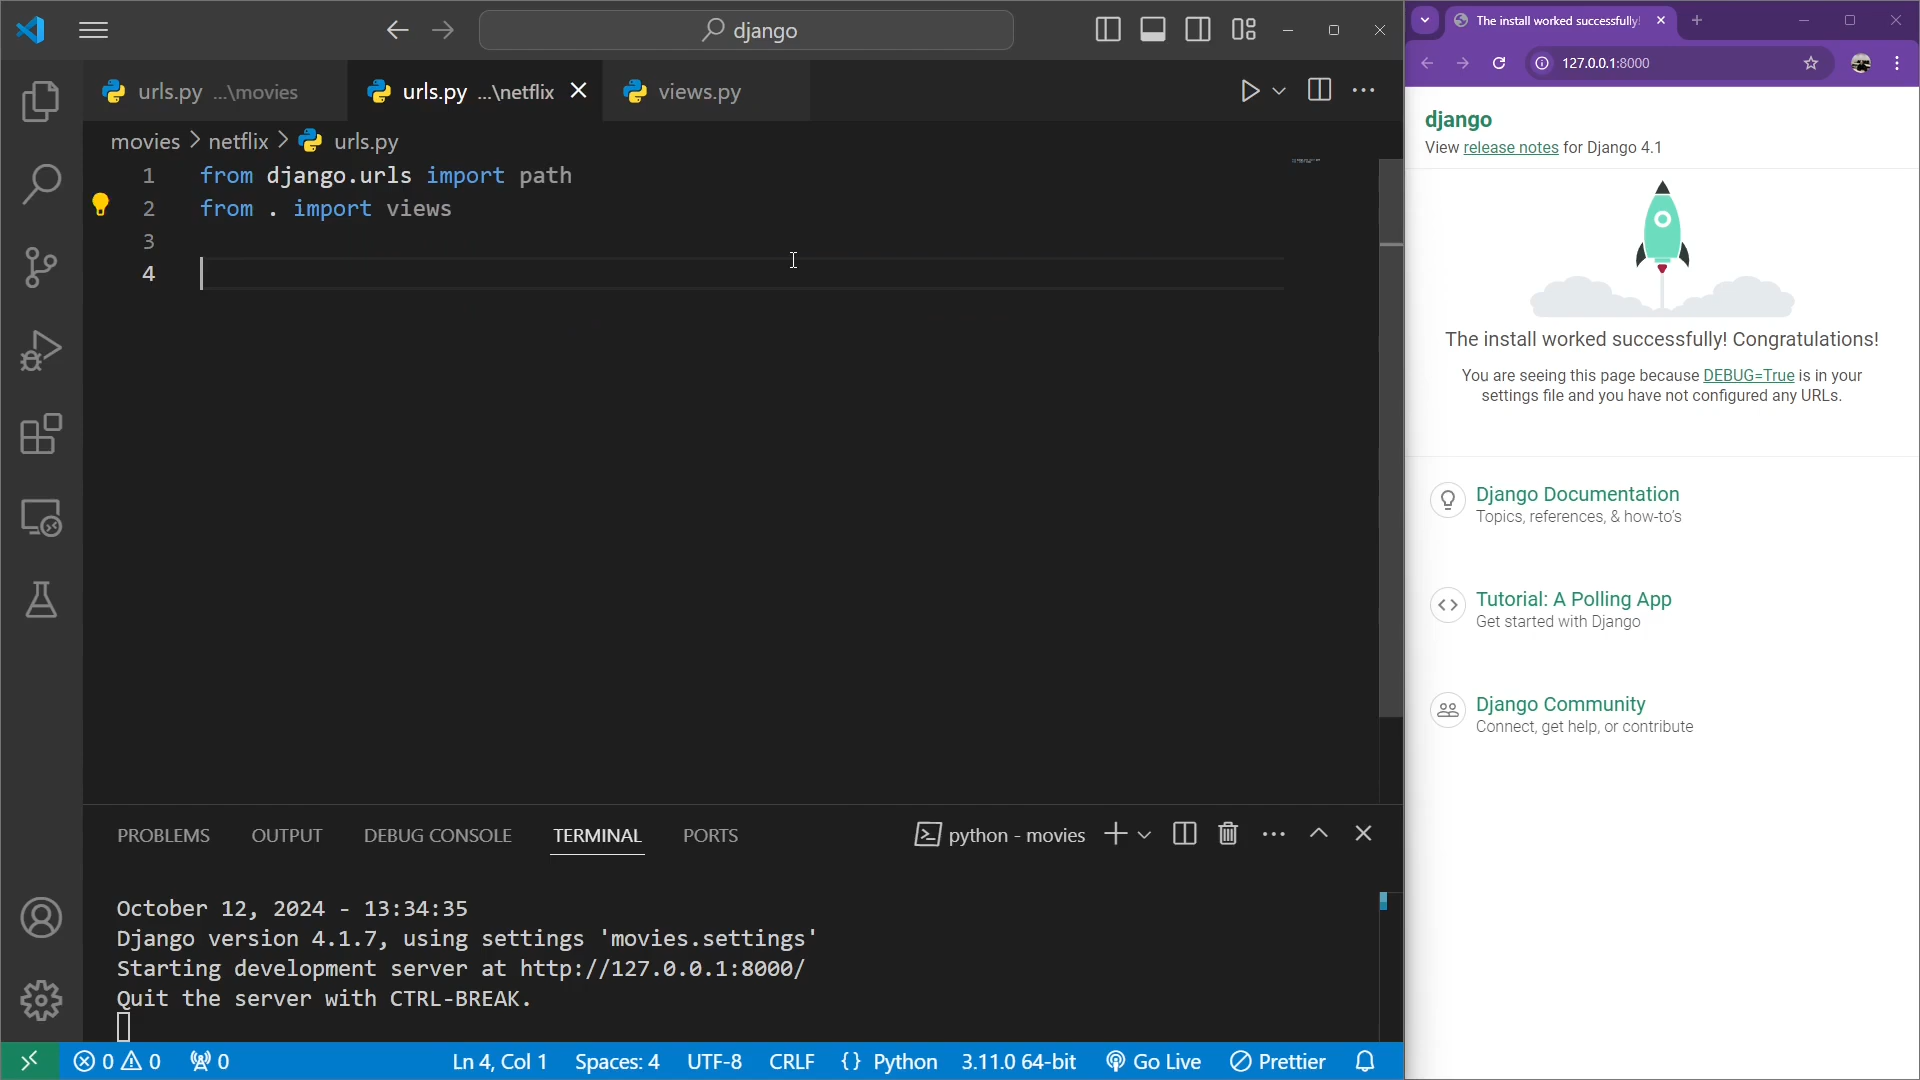 django
urls.py ...\movies
urls.py ...\netflix
views.py
movies > netflix > urls.py
1 from django.urls import path
2 from . import views
3
4
PROBLEMS OUTPUT DEBUG CONSOLE TERMINAL PORTS
python - movies
October 12, 2024 - 13:34:35
Django version 4.1.7, using settings 'movies.settings'
Starting development server at http://127.0.0.1:8000/
Quit the server with CTRL-BREAK.
0 0 0 Ln 4, Col 1 Spaces: 4 UTF-8 CRLF {} Python 3.11.0 64-bit Go Live Prettier
The install worked successfully!
127.0.0.1:8000
django
View release notes for Django 4.1
The install worked successfully! Congratulations!
You are seeing this page because DEBUG=True is in your
settings file and you have not configured any URLs.
Django Documentation
Topics, references, & how-to's
Tutorial: A Polling App
Get started with Django
Django Community
Connect, get help, or contribute